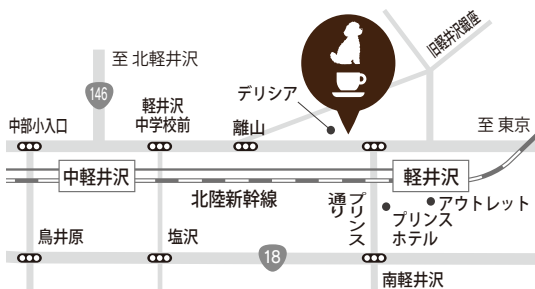 旧軽井沢銀座
至 北軽井沢
146
デリシア
軽井沢
中学校前
中部小入口
離山
至 東京
中軽井沢
軽井沢
北陸新幹線
プリンス
通り
アウトレット
プリンス
ホテル
鳥井原
塩沢
18
南軽井沢